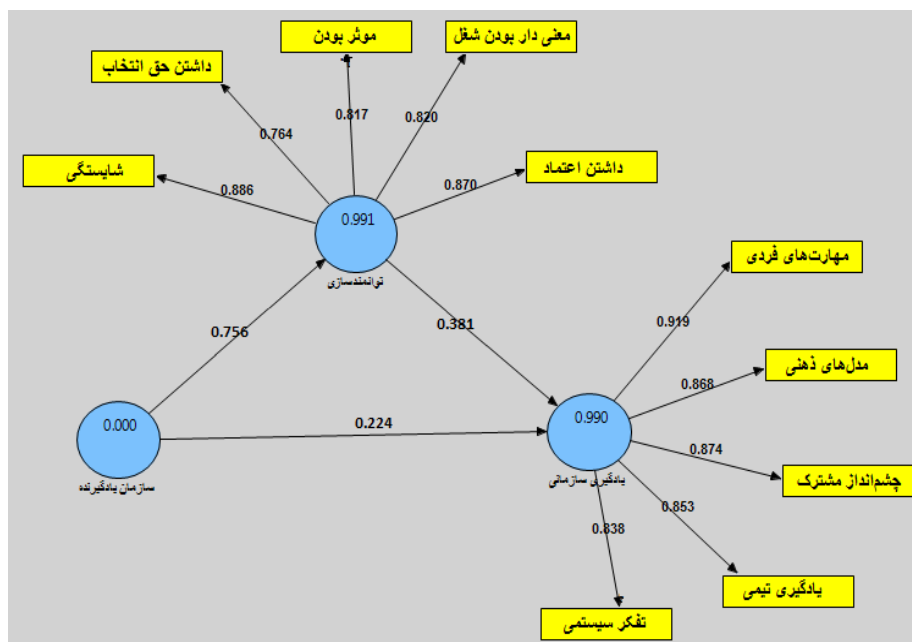 موثر بودن
معنی دار بودن شغل
داشتن حق انتخاب
0.817
0.820
0.764
شایستگی
0.886
0.870
داشتن اعتماد
0.991
توانمندسازی
مهارت‌های فردی
0.756
0.381
0.919
مدل‌های ذهنی
0.868
0.000
0.224
0.990
0.874
سازمان یادگیرنده
یادگیری سازمانی
چشم‌انداز مشترک
0.853
0.838
یادگیری تیمی
تفکر سیستمی